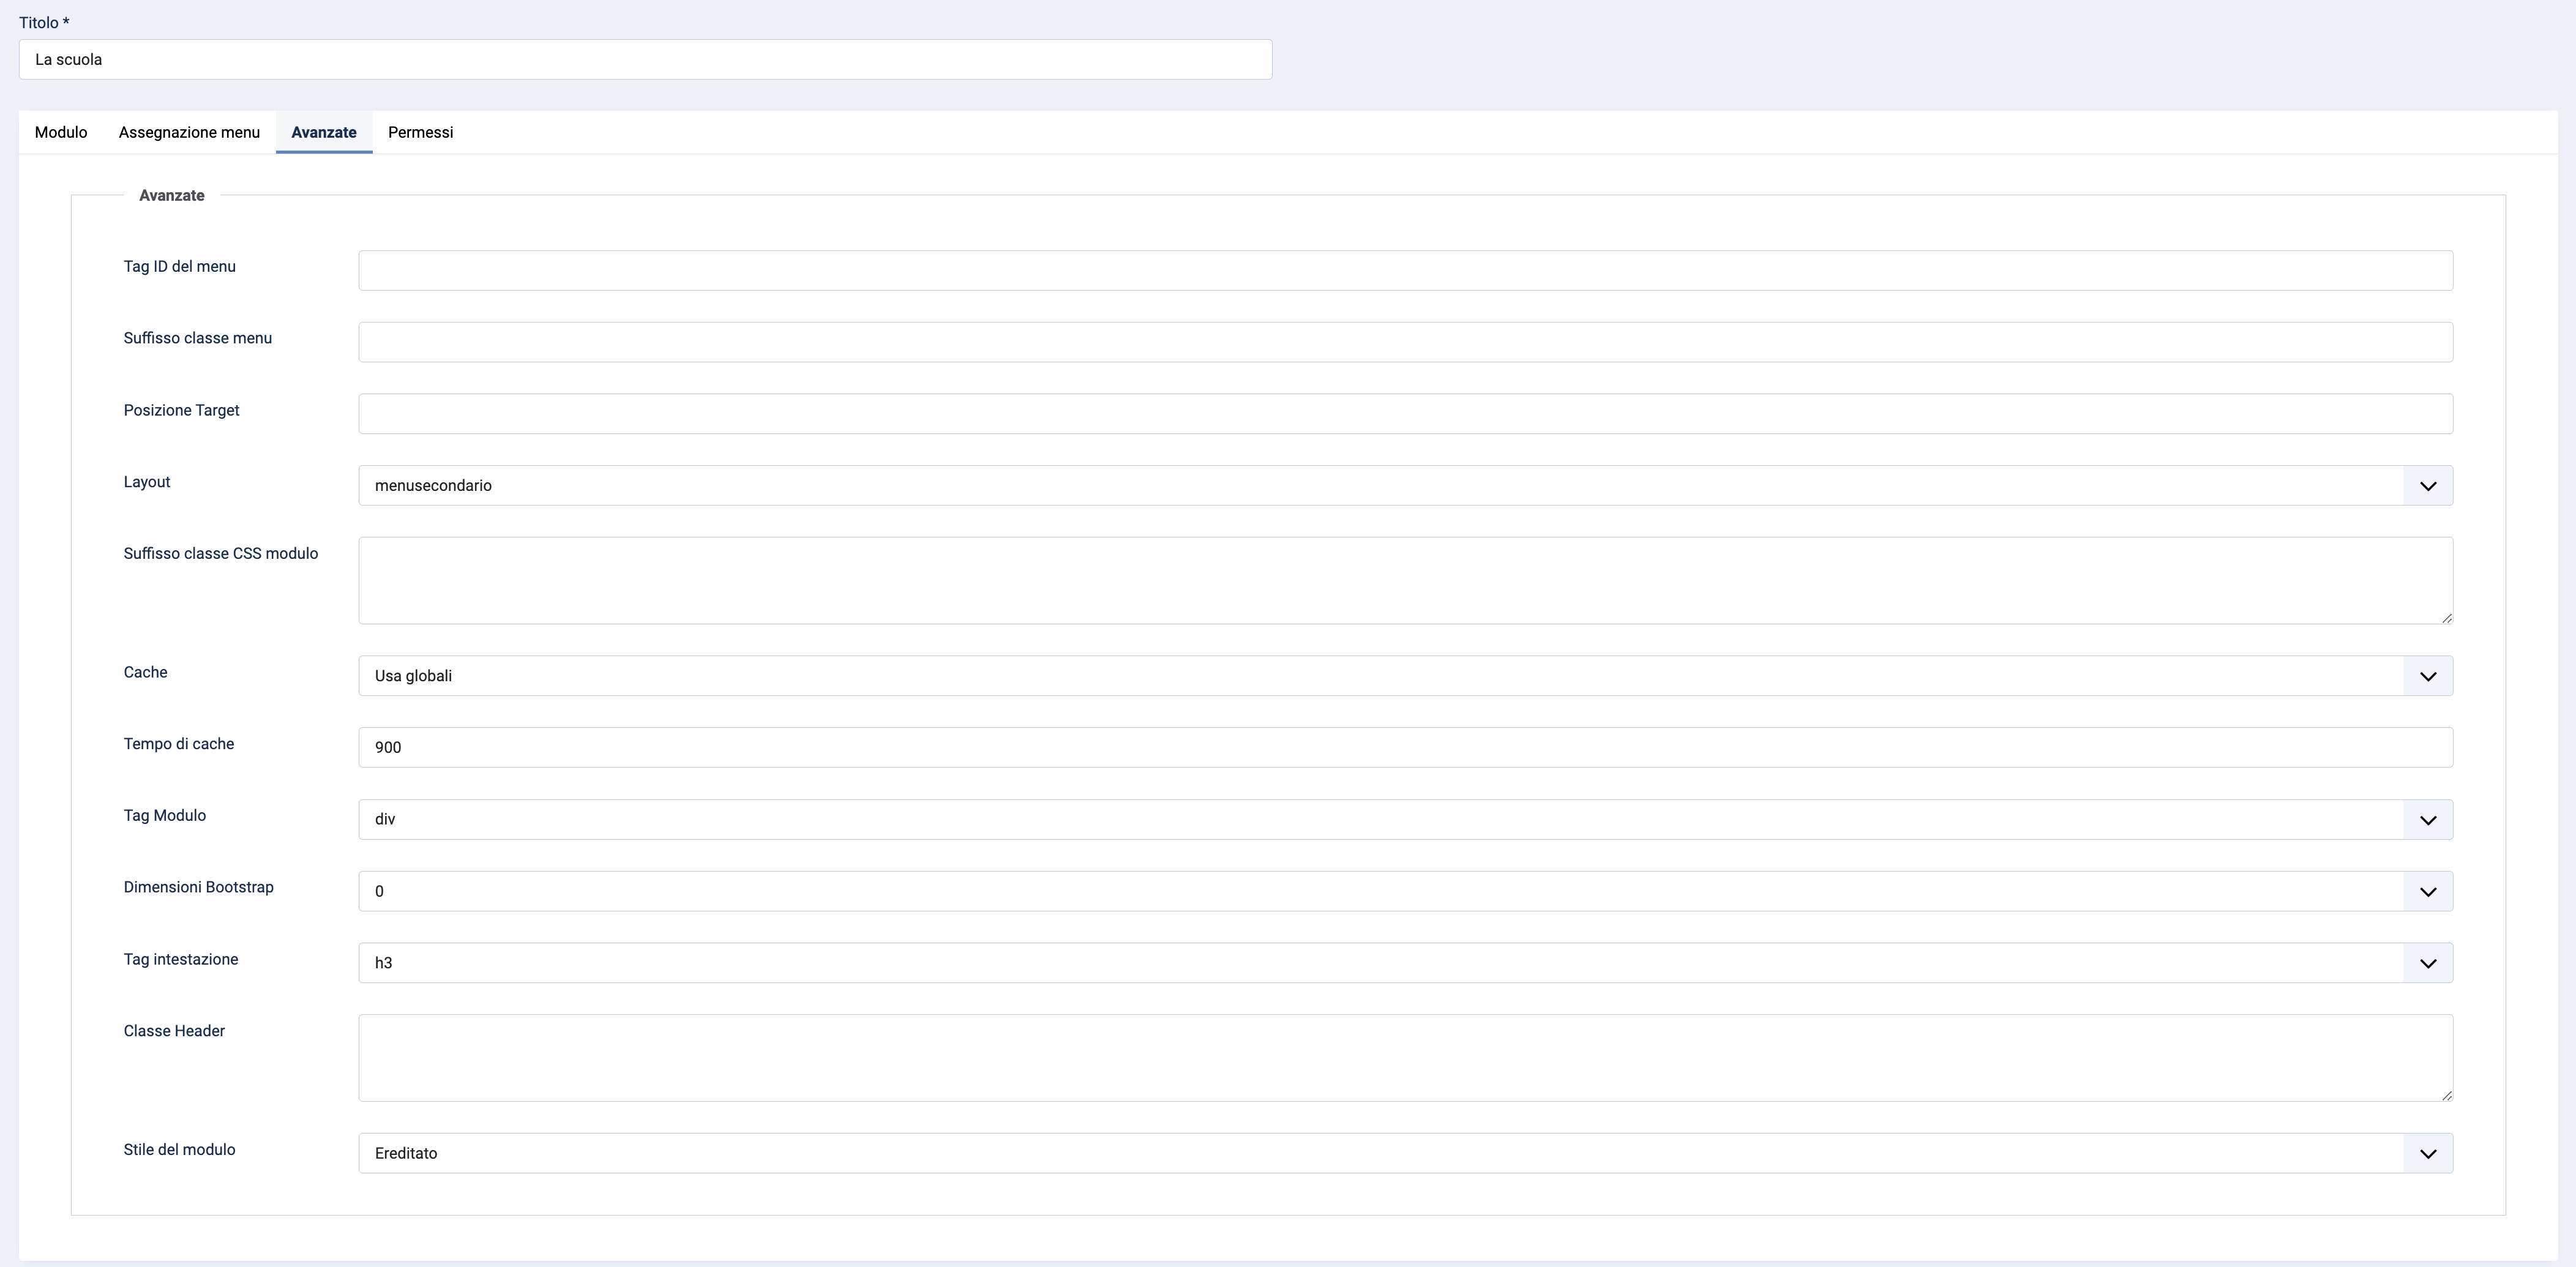 Titolo *
La scuola
Modulo
Assegnazione menu
Avanzate
Permessi
Avanzate
Tag ID del menu
Suffisso classe menu
Posizione Target
Layout
menusecondario
Suffisso classe CSS modulo
Cache
Usa globali
Tempo di cache
900
Tag Modulo
div
Dimensioni Bootstrap
0
Tag intestazione
h3
Classe Header
Stile del modulo
Ereditato